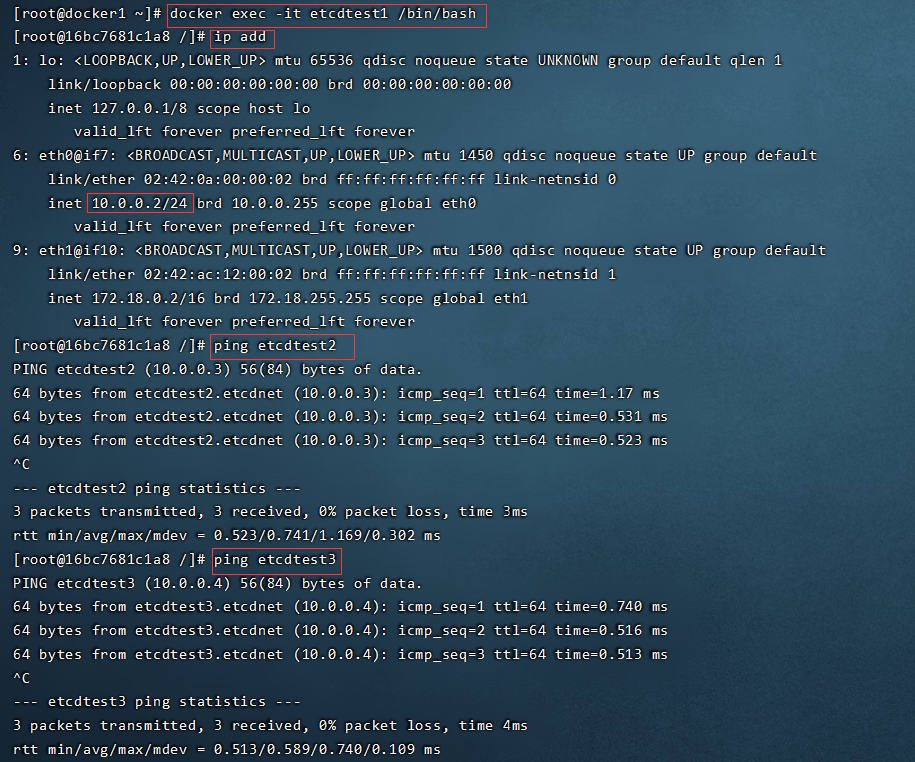 [root@docker1 ~]# docker exec -it etcdtest1 /bin/bash
[root@16bc7681c1a8 /]# ip add
1: lo: <LOOPBACK,UP,LOWER_UP> mtu 65536 qdisc noqueue state UNKNOWN group default qlen 1
    link/loopback 00:00:00:00:00:00 brd 00:00:00:00:00:00
    inet 127.0.0.1/8 scope host lo
       valid_lft forever preferred_lft forever
6: eth0@if7: <BROADCAST,MULTICAST,UP,LOWER_UP> mtu 1450 qdisc noqueue state UP group default
    link/ether 02:42:0a:00:00:02 brd ff:ff:ff:ff:ff:ff link-netnsid 0
    inet 10.0.0.2/24 brd 10.0.0.255 scope global eth0
       valid_lft forever preferred_lft forever
9: eth1@if10: <BROADCAST,MULTICAST,UP,LOWER_UP> mtu 1500 qdisc noqueue state UP group default
    link/ether 02:42:ac:12:00:02 brd ff:ff:ff:ff:ff:ff link-netnsid 1
    inet 172.18.0.2/16 brd 172.18.255.255 scope global eth1
       valid_lft forever preferred_lft forever
[root@16bc7681c1a8 /]# ping etcdtest2
PING etcdtest2 (10.0.0.3) 56(84) bytes of data.
64 bytes from etcdtest2.etcdnet (10.0.0.3): icmp_seq=1 ttl=64 time=1.17 ms
64 bytes from etcdtest2.etcdnet (10.0.0.3): icmp_seq=2 ttl=64 time=0.531 ms
64 bytes from etcdtest2.etcdnet (10.0.0.3): icmp_seq=3 ttl=64 time=0.523 ms
^C
--- etcdtest2 ping statistics ---
3 packets transmitted, 3 received, 0% packet loss, time 3ms
rtt min/avg/max/mdev = 0.523/0.741/1.169/0.302 ms
[root@16bc7681c1a8 /]# ping etcdtest3
PING etcdtest3 (10.0.0.4) 56(84) bytes of data.
64 bytes from etcdtest3.etcdnet (10.0.0.4): icmp_seq=1 ttl=64 time=0.740 ms
64 bytes from etcdtest3.etcdnet (10.0.0.4): icmp_seq=2 ttl=64 time=0.516 ms
64 bytes from etcdtest3.etcdnet (10.0.0.4): icmp_seq=3 ttl=64 time=0.513 ms
^C
--- etcdtest3 ping statistics ---
3 packets transmitted, 3 received, 0% packet loss, time 4ms
rtt min/avg/max/mdev = 0.513/0.589/0.740/0.109 ms